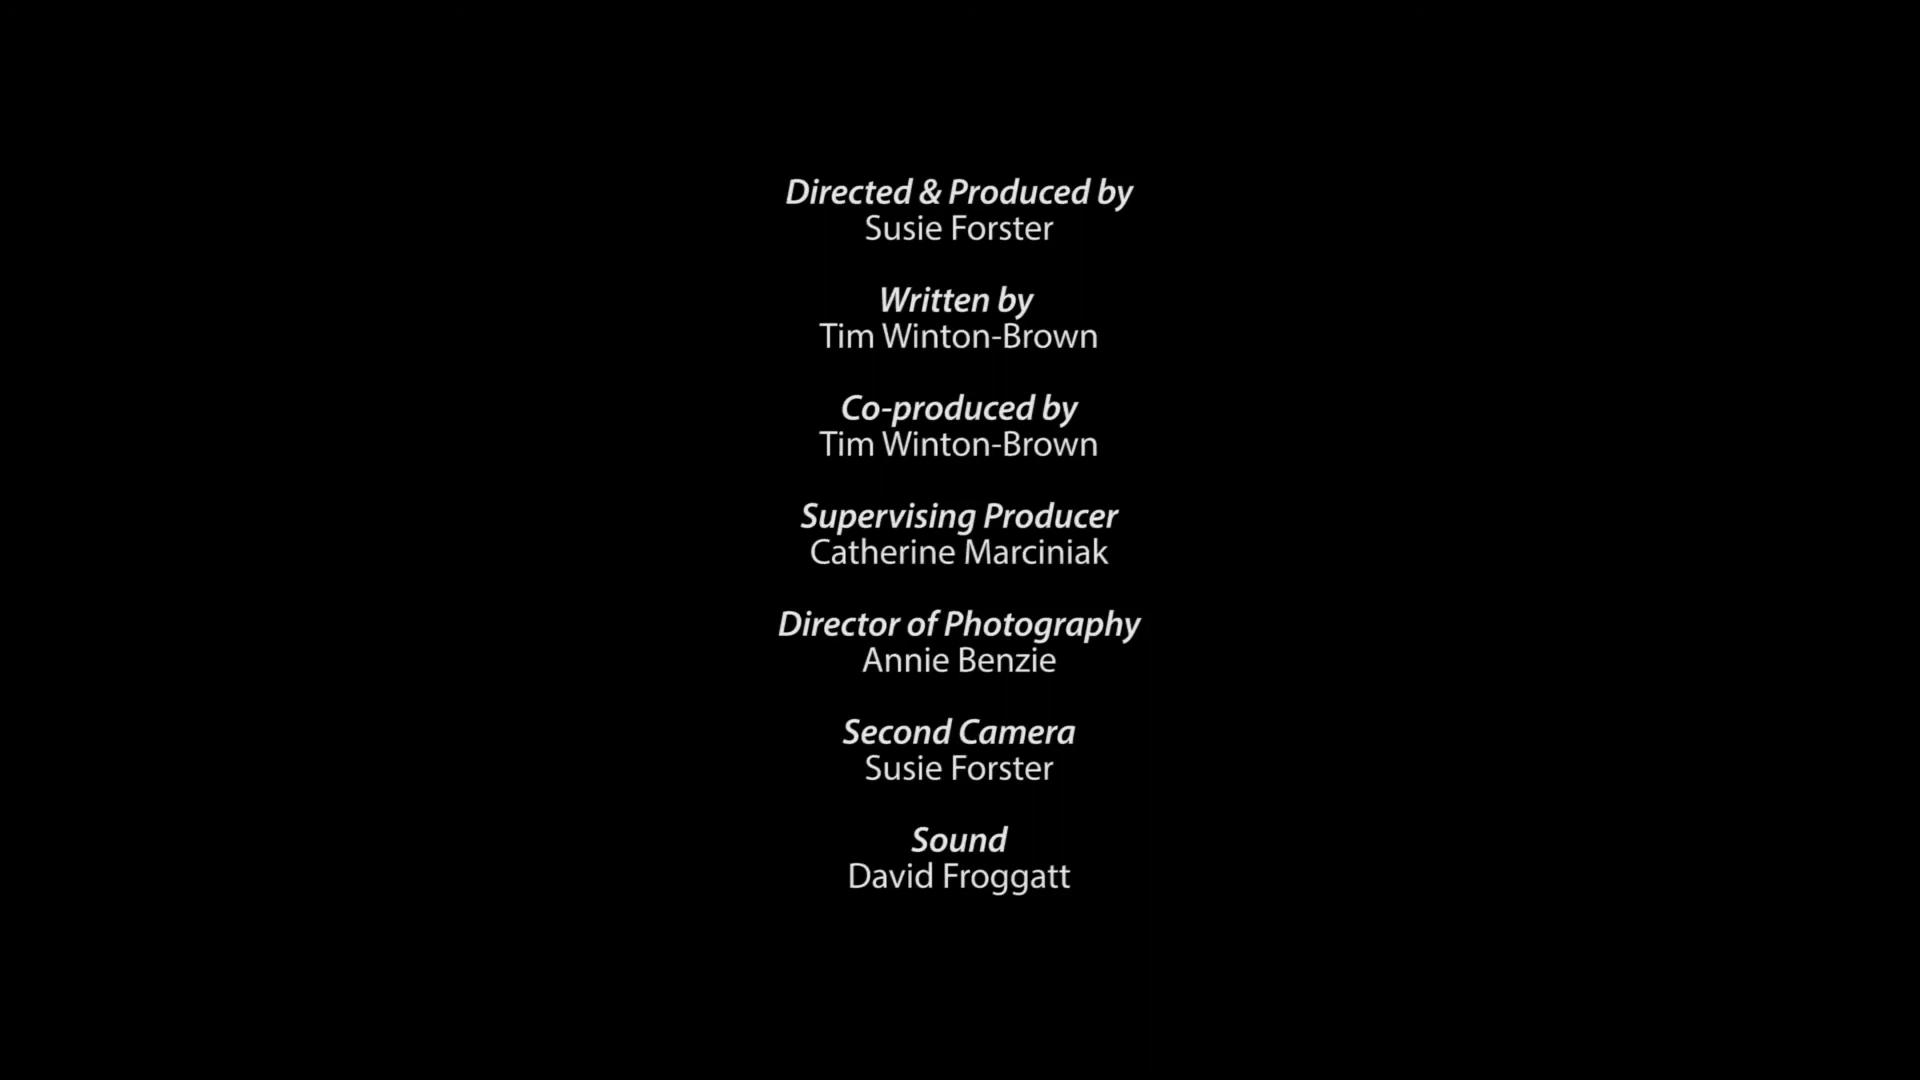 Directed & Produced by
Susie Forster
Written by
Tim Winton-Brown
Co-produced by
Tim Winton-Brown
Supervising Producer
Catherine Marciniak
Director of Photography
Annie Benzie
Second Camera
Susie Forster
Sound
David Froggatt